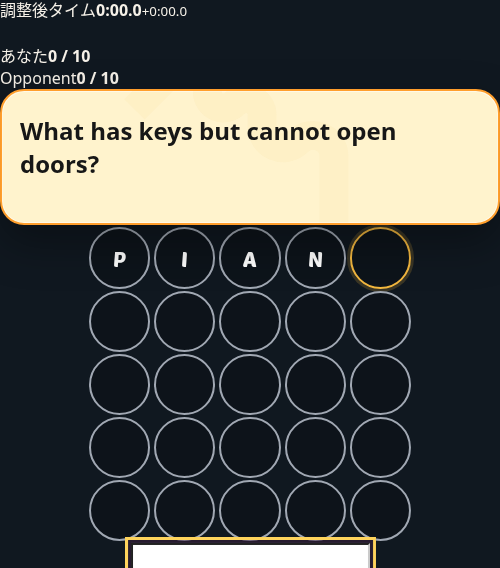 調整後タイム0:00.0+0:00.0
あなた0 / 10
Opponent0 / 10
What has keys but cannot open
doors?
P I A N